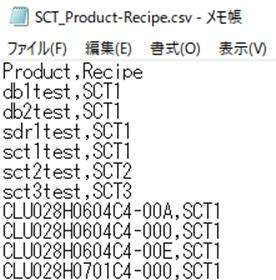 SCT_Product-Recipe.csv - メモ帳
ファイル(F) 編集(E) 書式(O) 表示(V)
Product,Recipe
db1test,SCT1
db2test,SCT1
sdr1test,SCT1
sct1test,SCT1
sct2test,SCT2
sct3test,SCT3
CLU028H0604C4-00A,SCT1
CLU028H0604C4-000,SCT1
CLU028H0604C4-00E,SCT1
CLU028H0701C4-000,SCT1